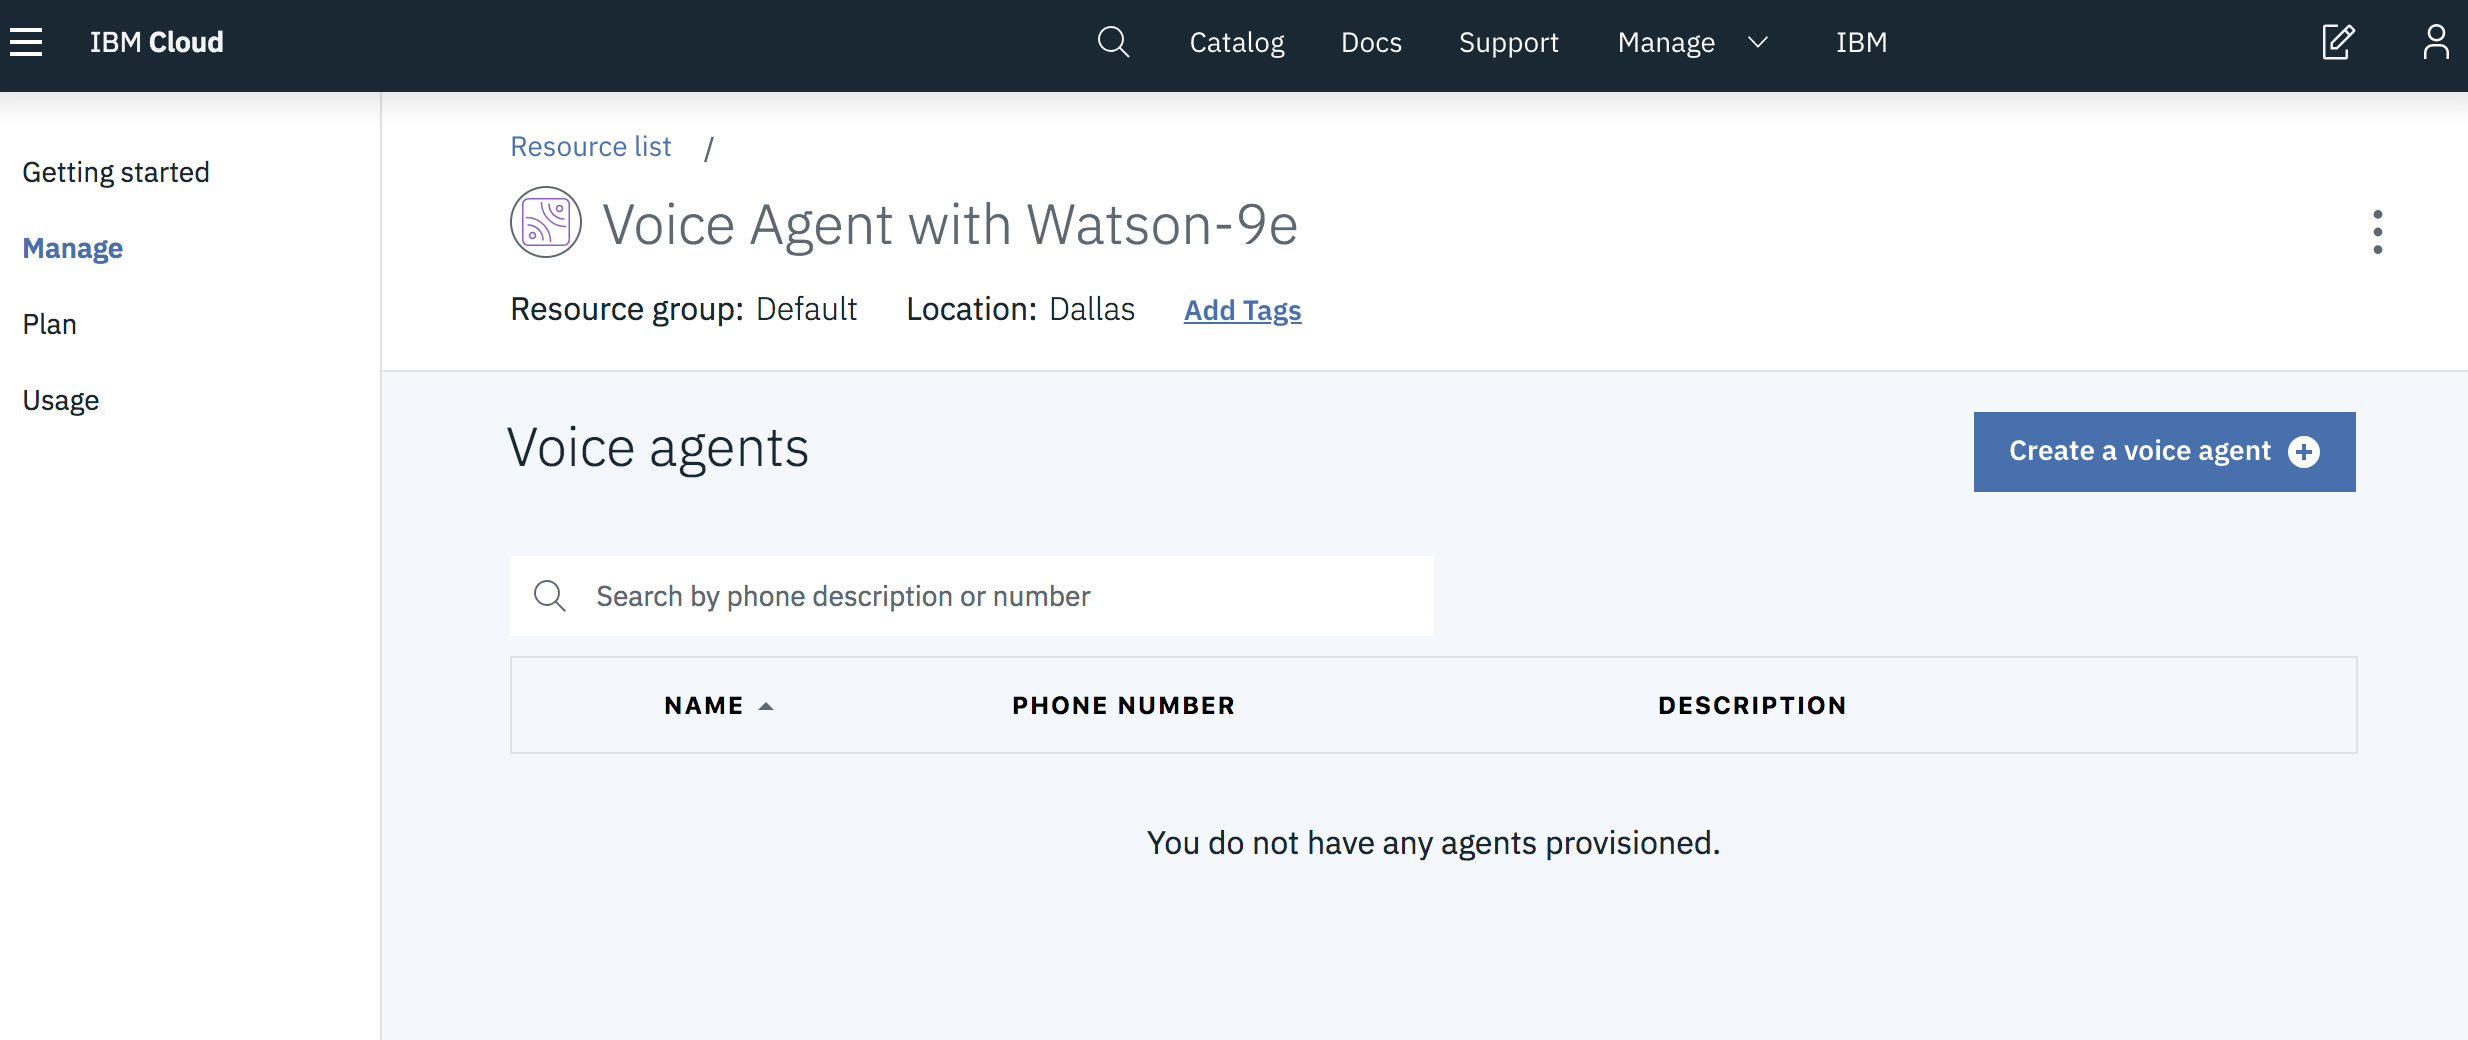 IBM Cloud Catalog Docs Support Manage IBM
Getting started
Manage
Plan
Usage
Resource list /
Voice Agent with Watson-9e
Resource group: Default Location: Dallas Add Tags
Voice agents
Create a voice agent
Search by phone description or number
NAME PHONE NUMBER DESCRIPTION
You do not have any agents provisioned.